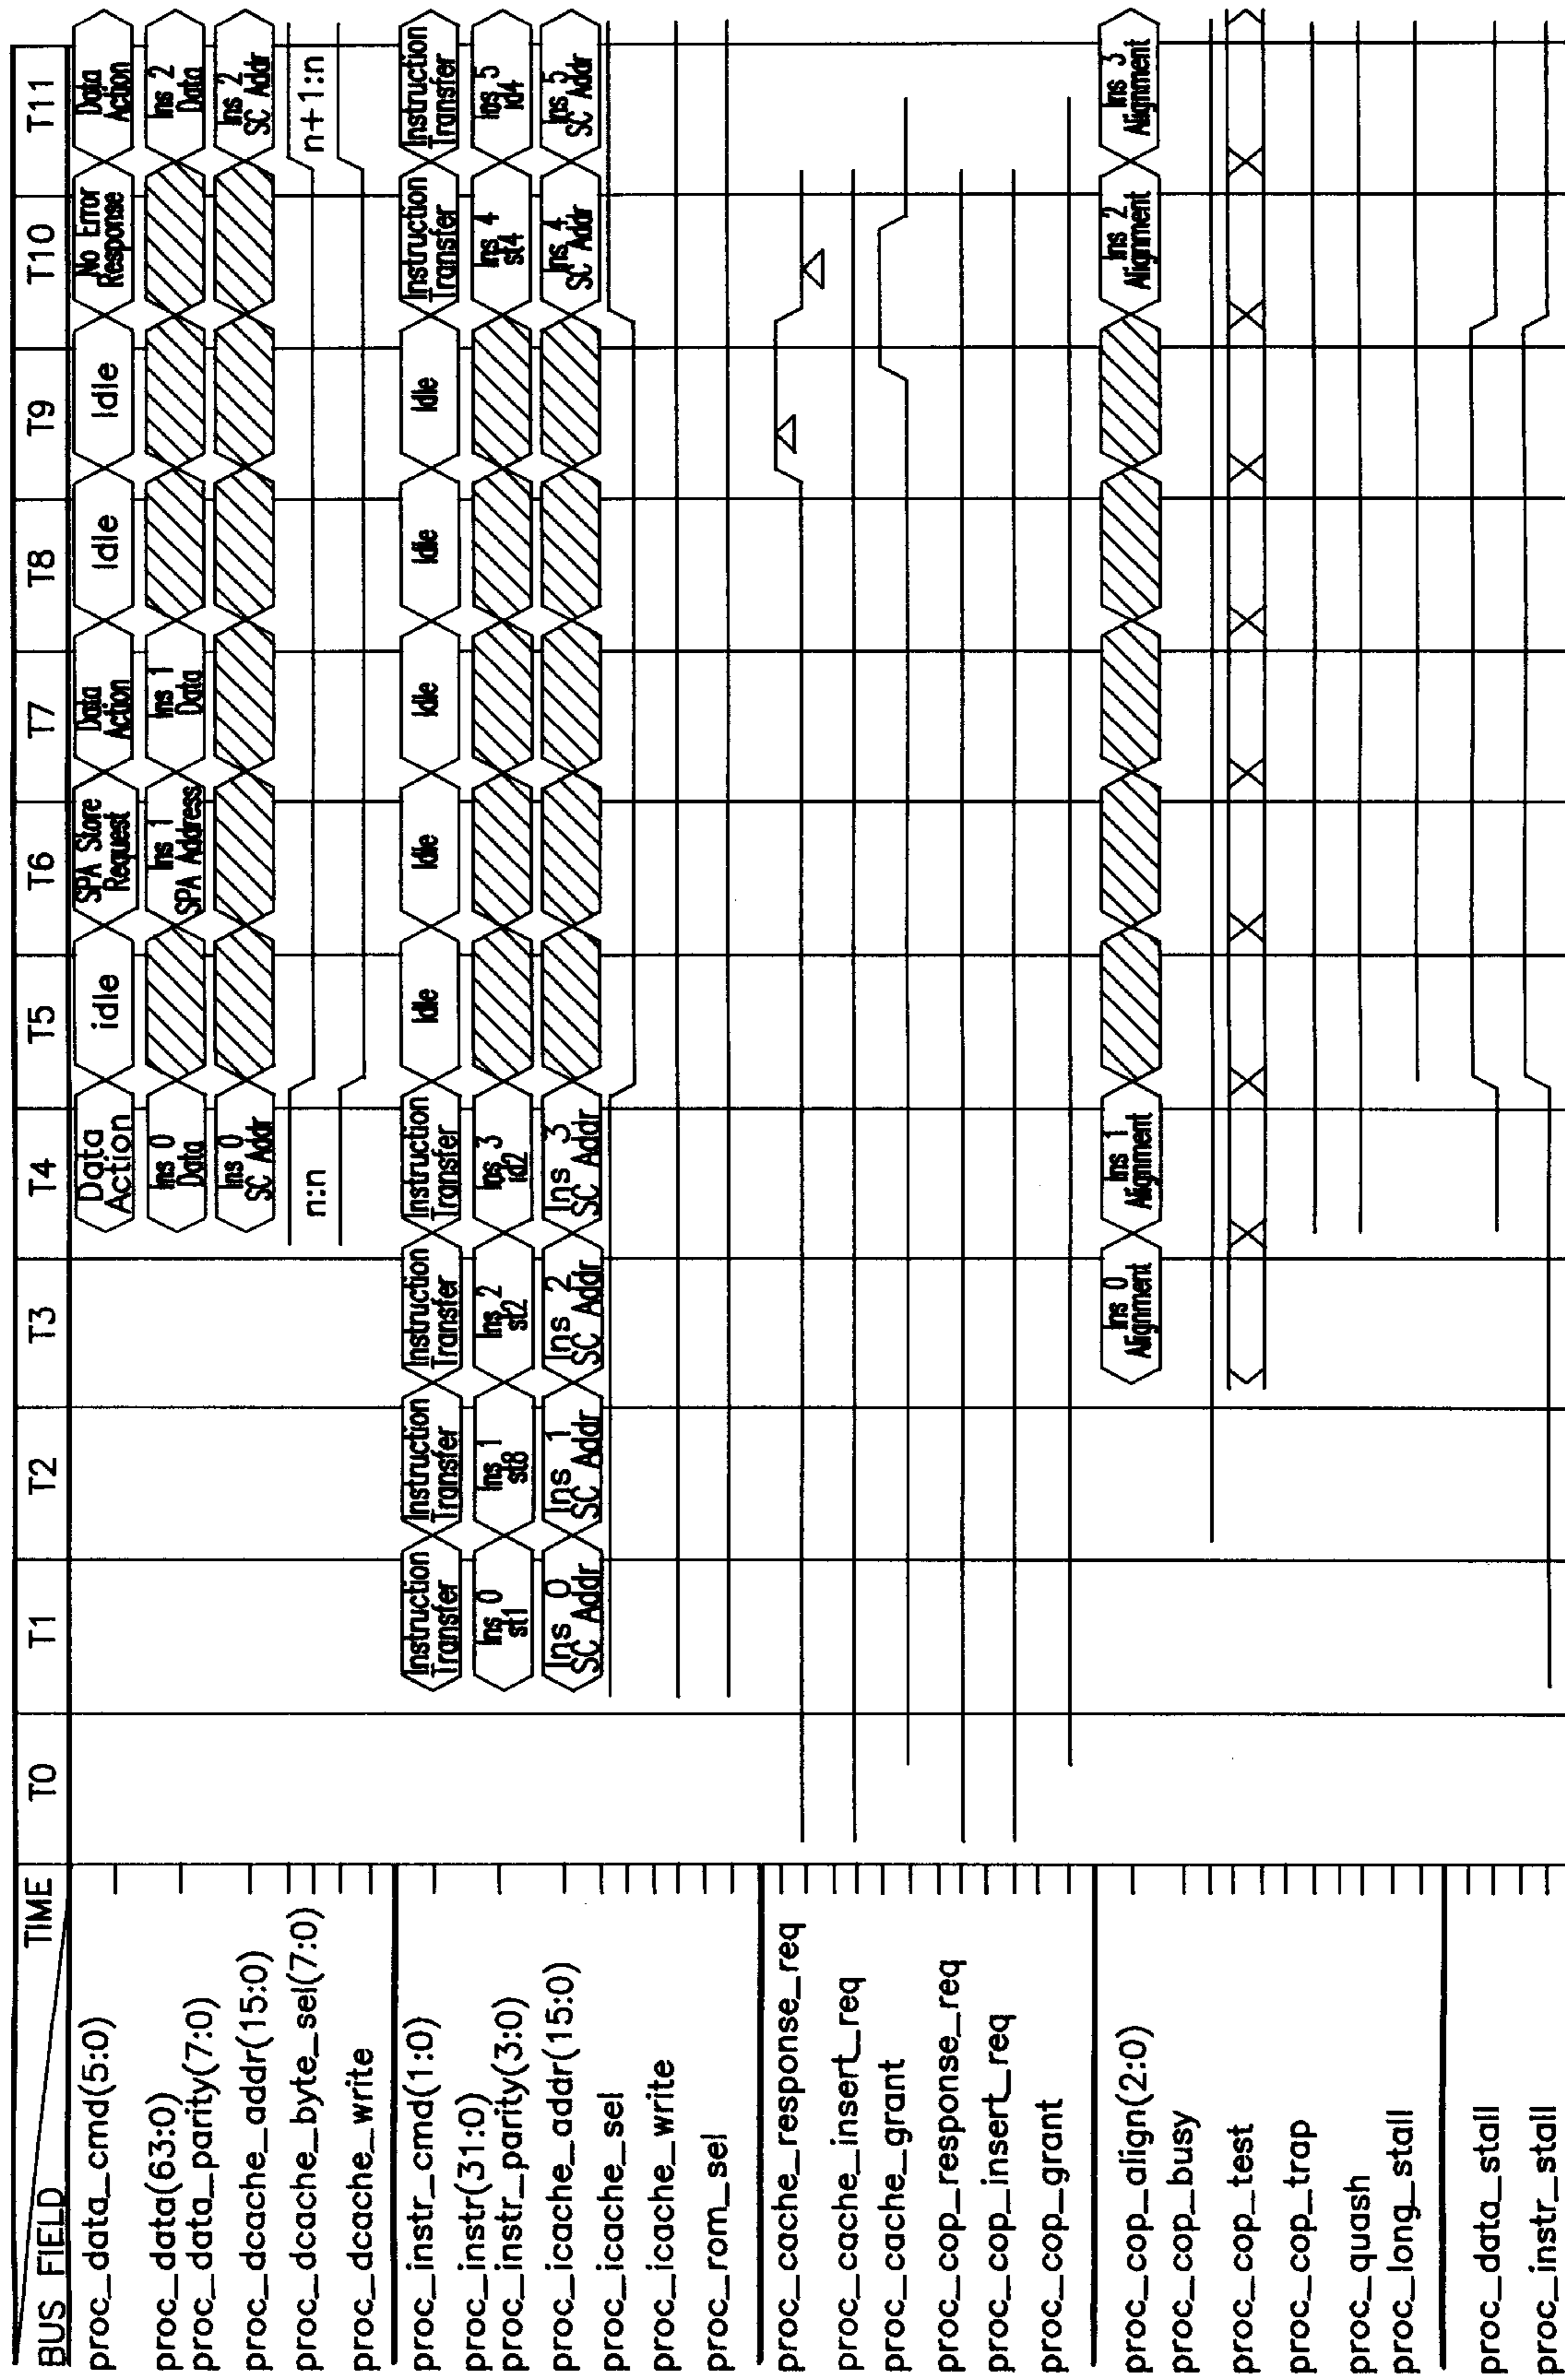 BUS FIELD TIME T0 T1 T2 T3 T4 T5 T6 T7 T8 T9 T10 T11
proc_data_cmd(5:0) Data Action idle SPA Store Request Data Action Idle Idle No Error Response Data Action
proc_data(63:0)
proc_data_parity(7:0) Ins 0 Data Ins 1 SPA Address Ins 1 Data Ins 2 Data
proc_dcache_addr(15:0) Ins 0 SC Addr Ins 2 SC Addr
proc_dcache_byte_sel(7:0) n:n n+1:n
proc_dcache_write
proc_instr_cmd(1:0) Instruction Transfer Instruction Transfer Instruction Transfer Instruction Transfer Idle Idle Idle Idle Idle Instruction Transfer Instruction Transfer
proc_instr(31:0)
proc_instr_parity(3:0) Ins 0 st1 Ins 1 st8 Ins 2 st2 Ins 3 id2 Ins 4 st4 Ins 5 id4
proc_icache_addr(15:0) Ins 0 SC Addr Ins 1 SC Addr Ins 2 SC Addr Ins 3 SC Addr Ins 4 SC Addr Ins 5 SC Addr
proc_icache_sel
proc_icache_write
proc_rom_sel
proc_cache_response_req
proc_cache_insert_req
proc_cache_grant
proc_cop_response_req
proc_cop_insert_req
proc_cop_grant
proc_cop_align(2:0) Ins 0 Alignment Ins 1 Alignment Ins 2 Alignment Ins 3 Alignment
proc_cop_busy
proc_cop_test
proc_cop_trap
proc_quash
proc_long_stall
proc_data_stall
proc_instr_stall